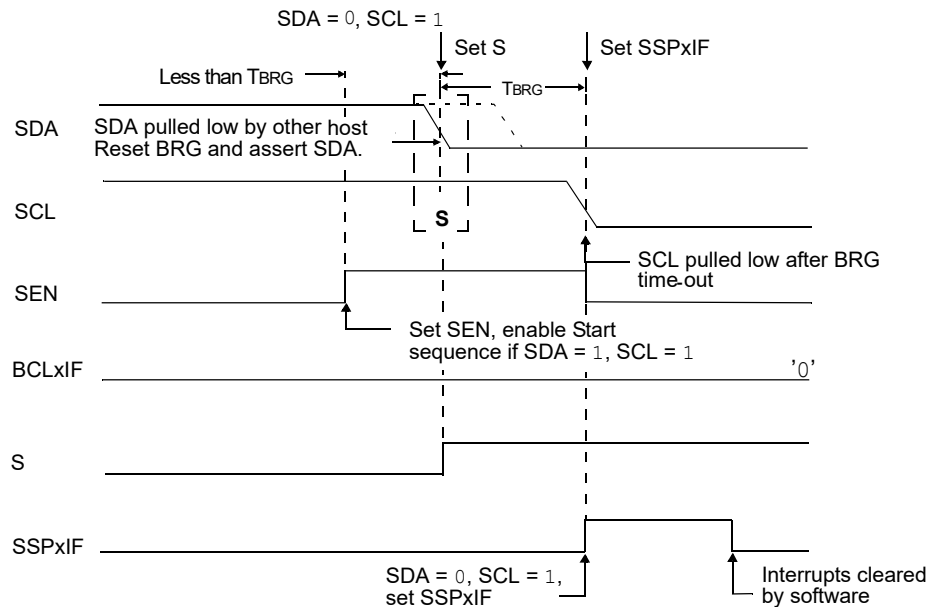 SDA = 0, SCL = 1
Set S
Set SSPxIF
Less than TBRG
TBRG
SDA
SDA pulled low by other host
Reset BRG and assert SDA.
SCL
S
SCL pulled low after BRG
time-out
SEN
Set SEN, enable Start
sequence if SDA = 1, SCL = 1
BCLxIF
'0'
S
SSPxIF
SDA = 0, SCL = 1,
set SSPxIF
Interrupts cleared
by software